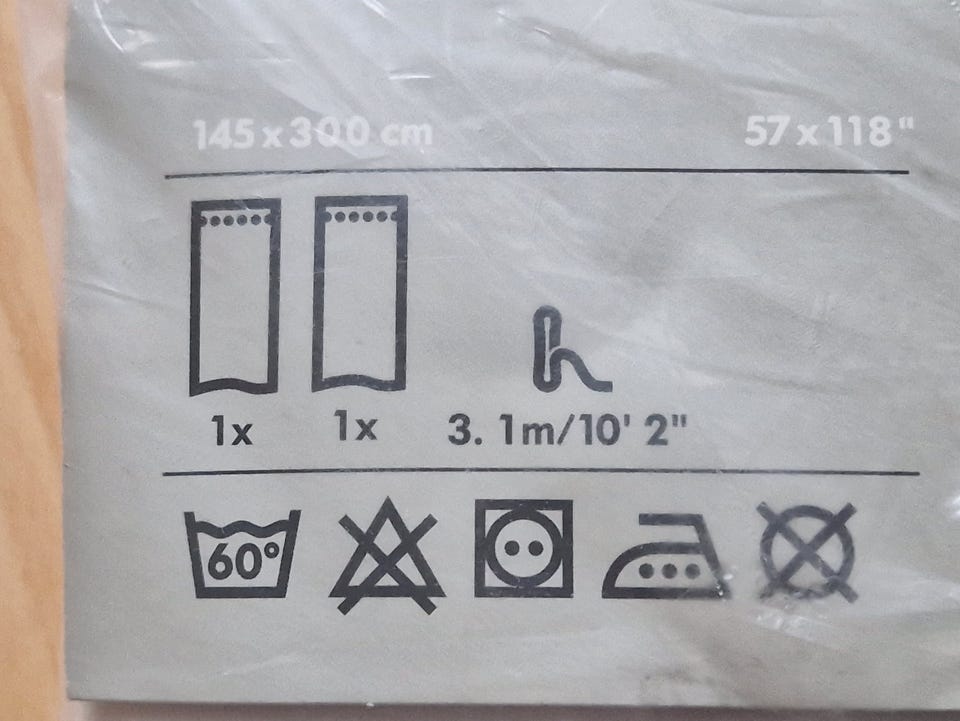 145 x 300 cm 57 x 118"
1x 1x 3. 1m/10' 2"
60°